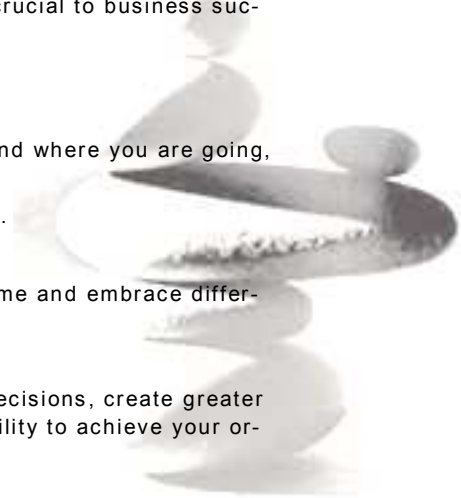 crucial to business suc-
nd where you are going,
.
me and embrace differ-
ecisions, create greater
ility to achieve your or-